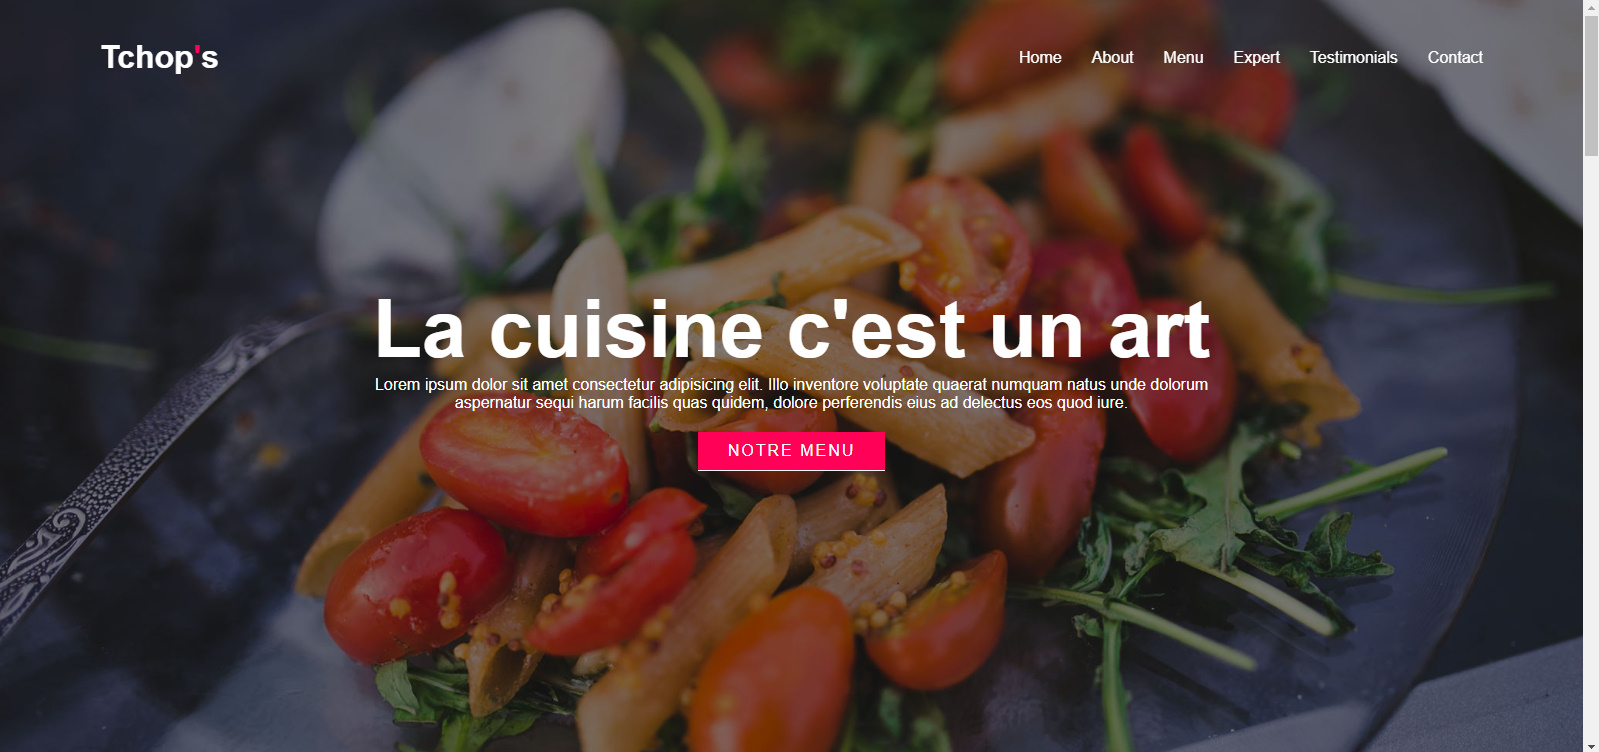 Tchop's
Home About Menu Expert Testimonials Contact
La cuisine c'est un art
Lorem ipsum dolor sit amet consectetur adipisicing elit. Illo inventore voluptate quaerat numquam natus unde dolorum
aspernatur sequi harum facilis quas quidem, dolore perferendis eius ad delectus eos quod iure.
NOTRE MENU